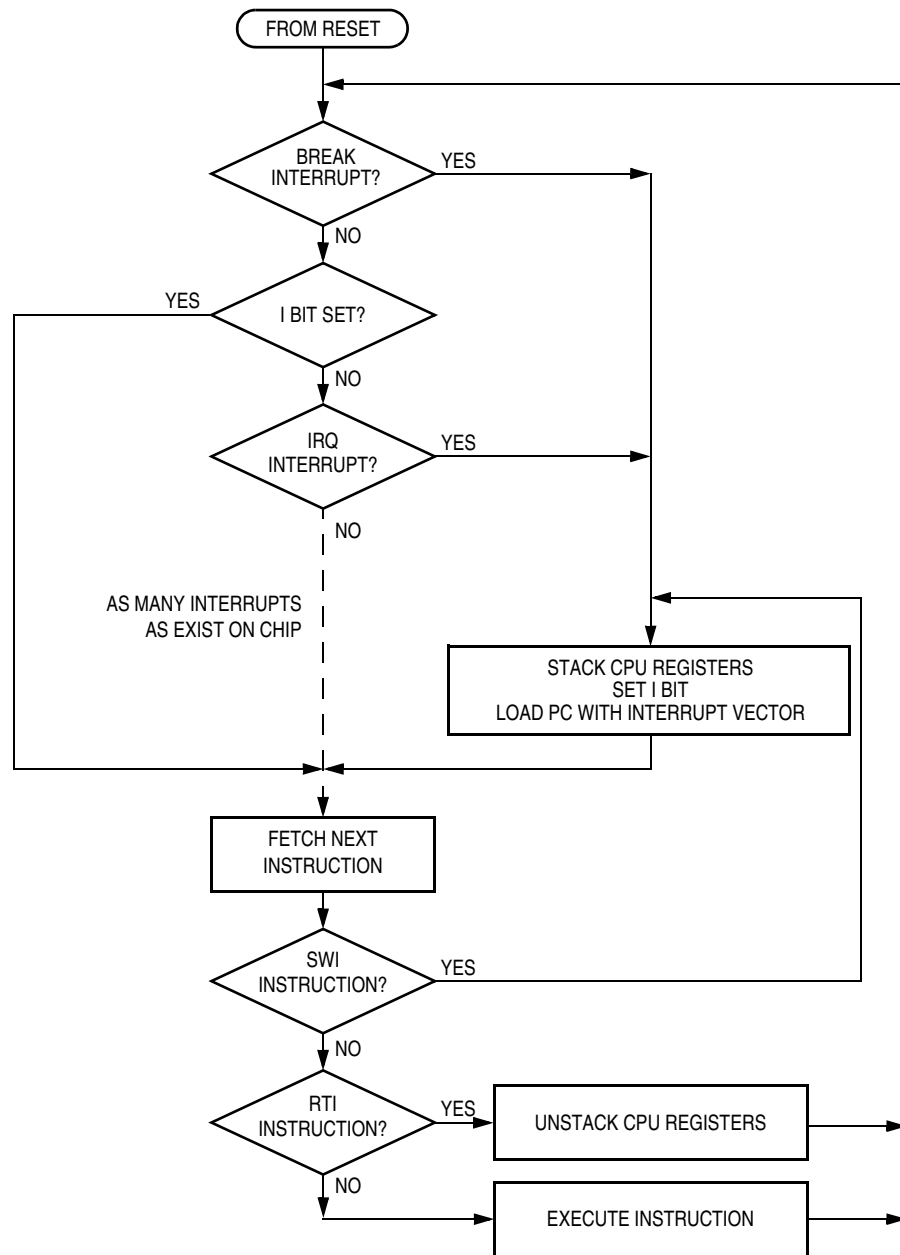 FROM RESET
BREAK
INTERRUPT?
YES
NO
I BIT SET?
YES
NO
IRQ
INTERRUPT?
YES
NO
AS MANY INTERRUPTS
AS EXIST ON CHIP
STACK CPU REGISTERS
SET I BIT
LOAD PC WITH INTERRUPT VECTOR
FETCH NEXT
INSTRUCTION
SWI
INSTRUCTION?
YES
NO
RTI
INSTRUCTION?
YES
UNSTACK CPU REGISTERS
NO
EXECUTE INSTRUCTION